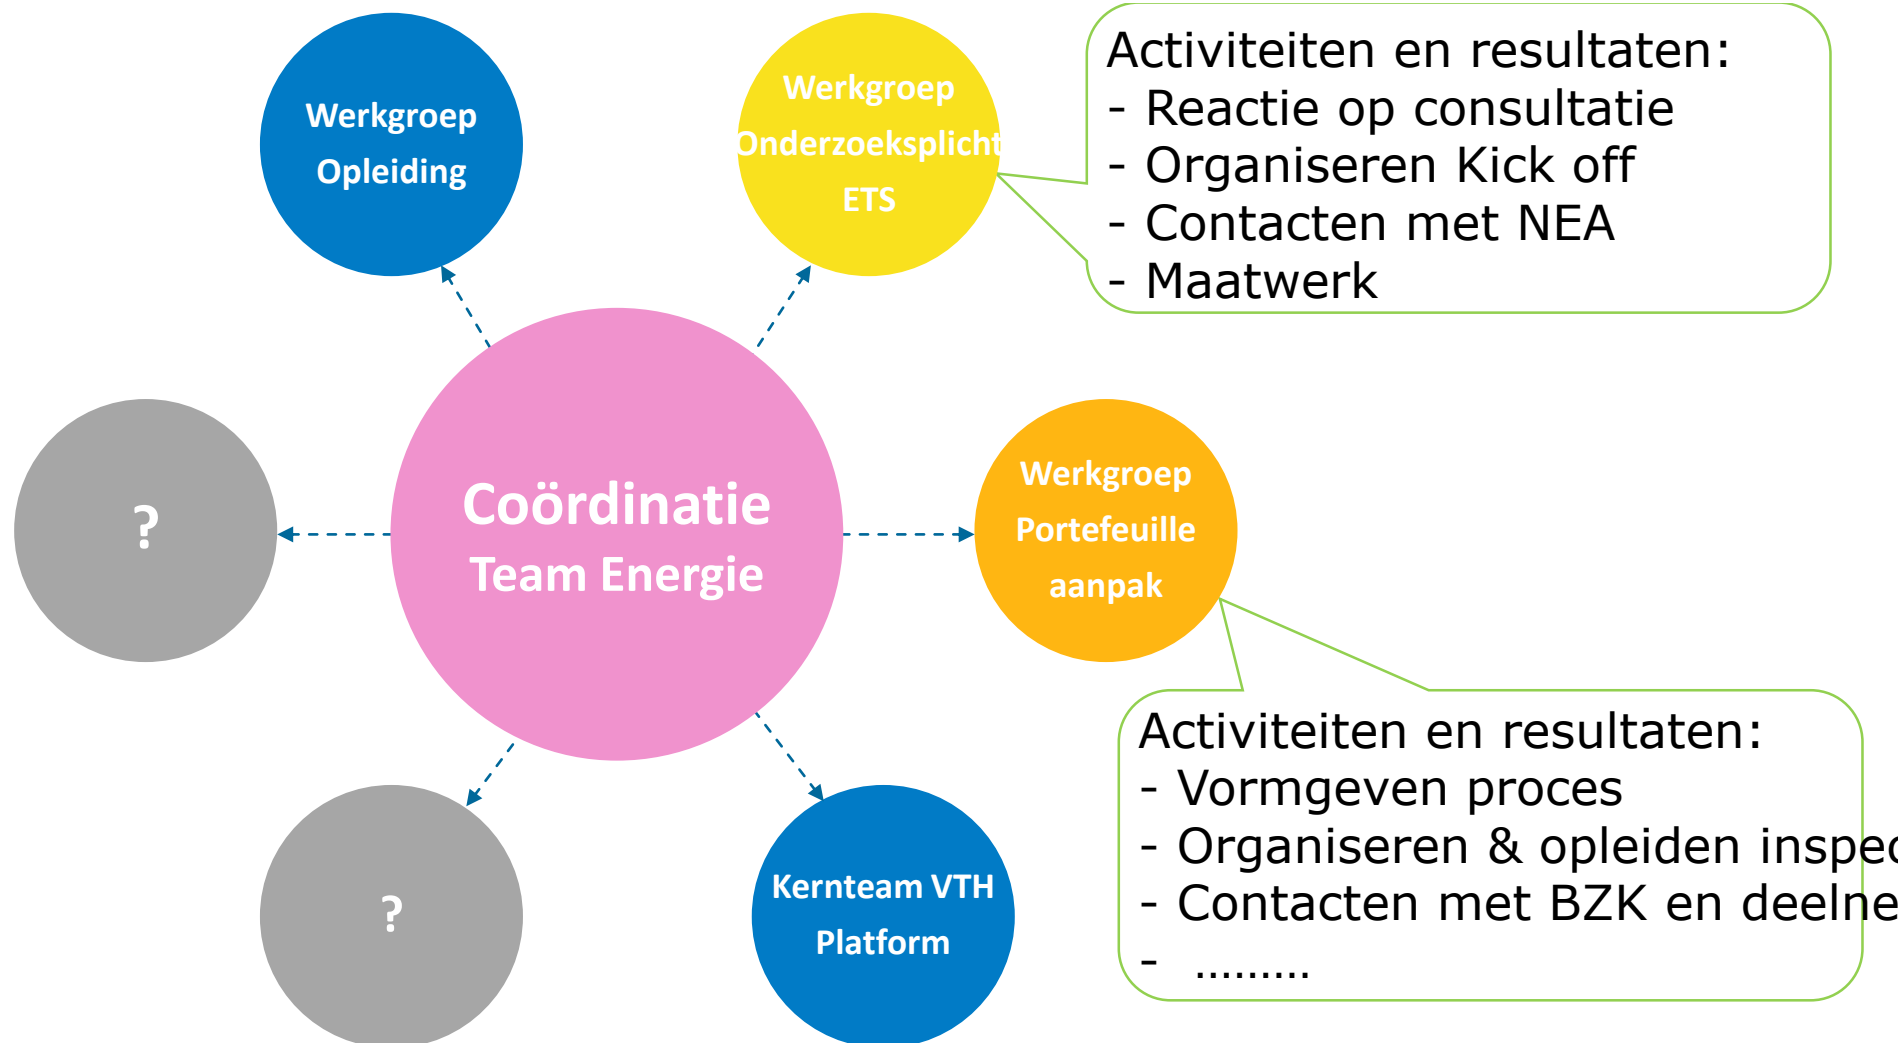 Werkgroep
Opleiding
Werkgroep
Onderzoeksplicht
ETS
Activiteiten en resultaten:
- Reactie op consultatie
- Organiseren Kick off
- Contacten met NEA
- Maatwerk
?
Coördinatie
Team Energie
Werkgroep
Portefeuille
aanpak
?
Kernteam VTH
Platform
Activiteiten en resultaten:
- Vormgeven proces
- Organiseren & opleiden
- Contacten met BZK en
- .........